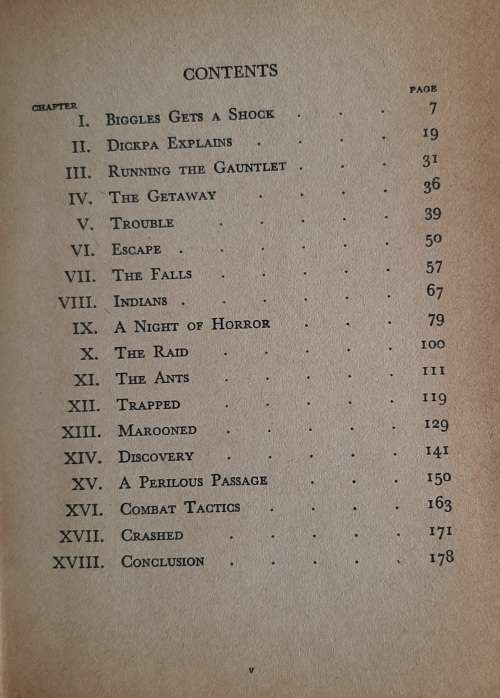 CONTENTS
CHAPTER PAGE
I. BIGGLES GETS A SHOCK . . . 7
II. DICKPA EXPLAINS . . . . 19
III. RUNNING THE GAUNTLET . . . 31
IV. THE GETAWAY . . . . 36
V. TROUBLE . . . . . 39
VI. ESCAPE . . . . . . 50
VII. THE FALLS . . . . . 57
VIII. INDIANS . . . . . . 67
IX. A NIGHT OF HORROR . . . 79
X. THE RAID . . . . . 100
XI. THE ANTS . . . . . 111
XII. TRAPPED . . . . . 119
XIII. MAROONED . . . . . 129
XIV. DISCOVERY . . . . . 141
XV. A PERILOUS PASSAGE . . . 150
XVI. COMBAT TACTICS . . . . 163
XVII. CRASHED . . . . . 171
XVIII. CONCLUSION . . . . . 178
v